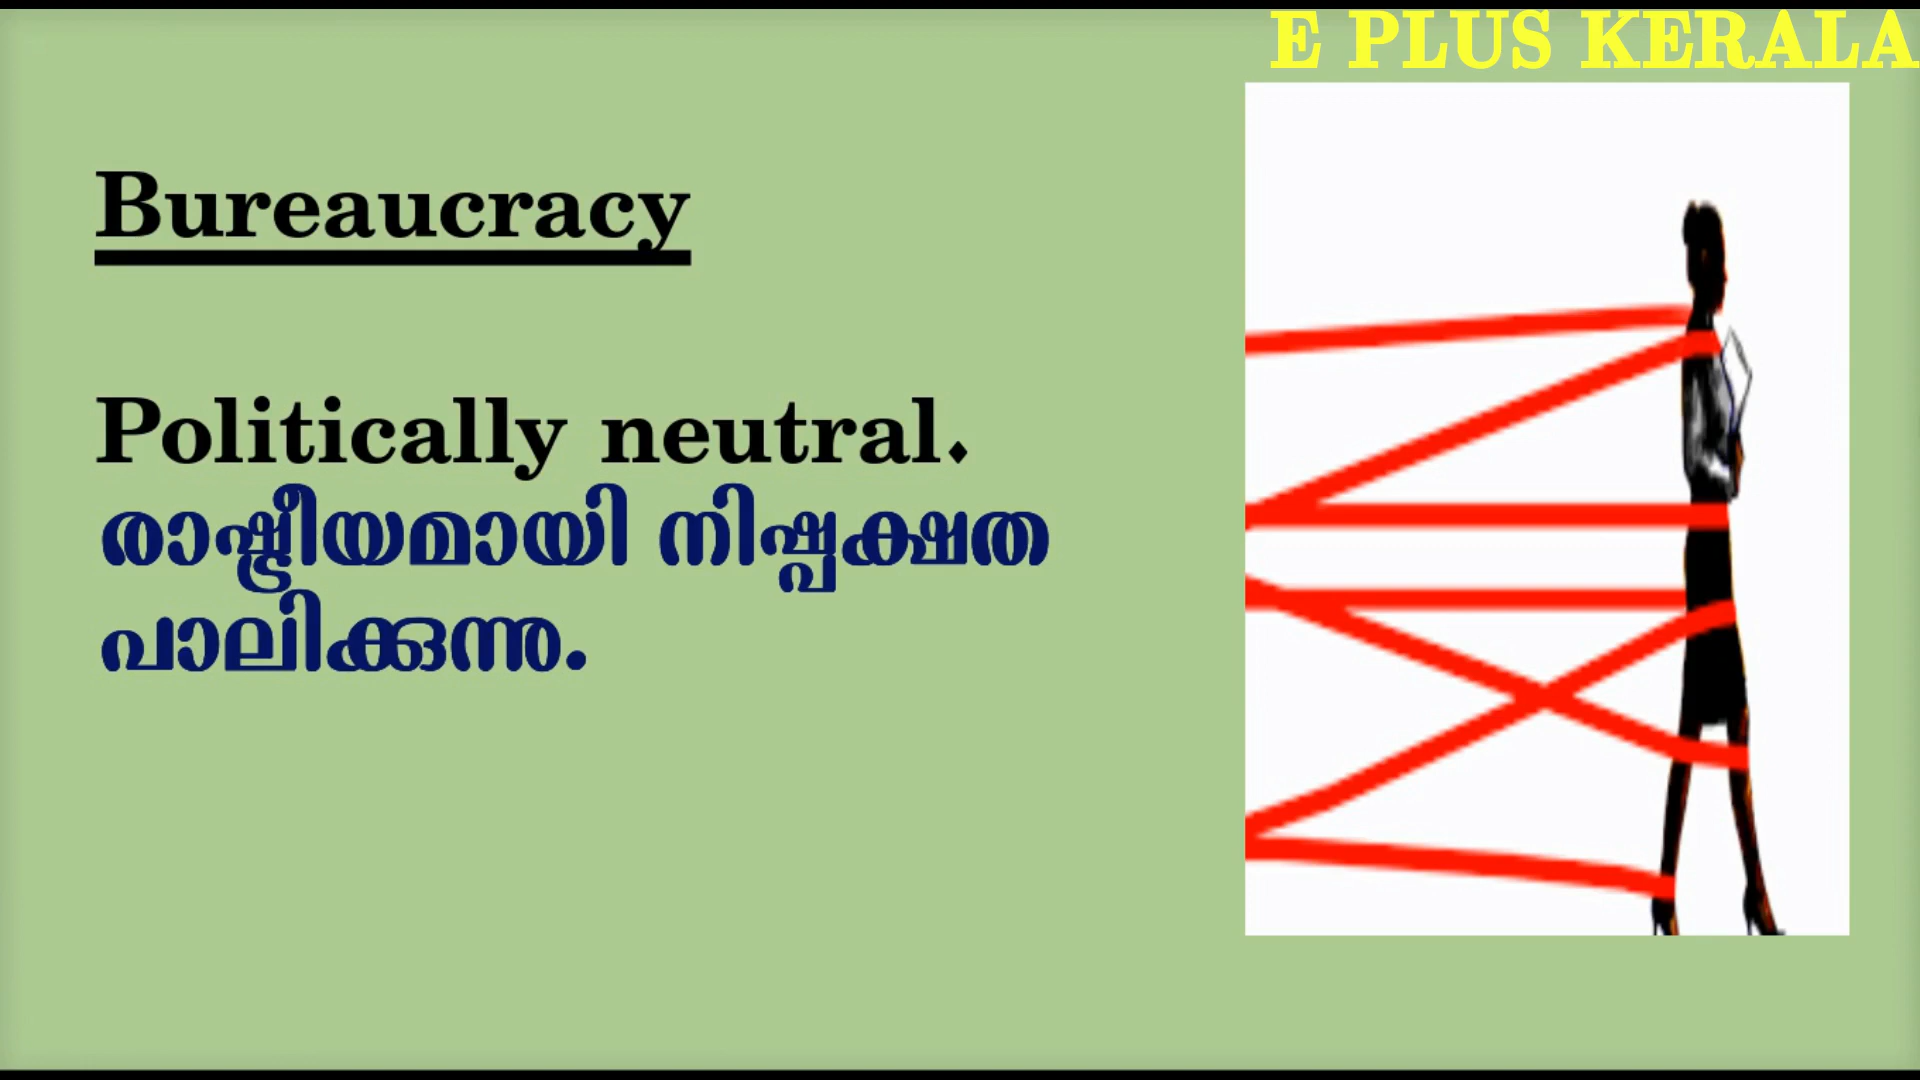 E PLUS KERALA
Bureaucracy
Politically neutral.
രാഷ്ട്രീയമായി നിഷ്പക്ഷത
പാലിക്കുന്നു.